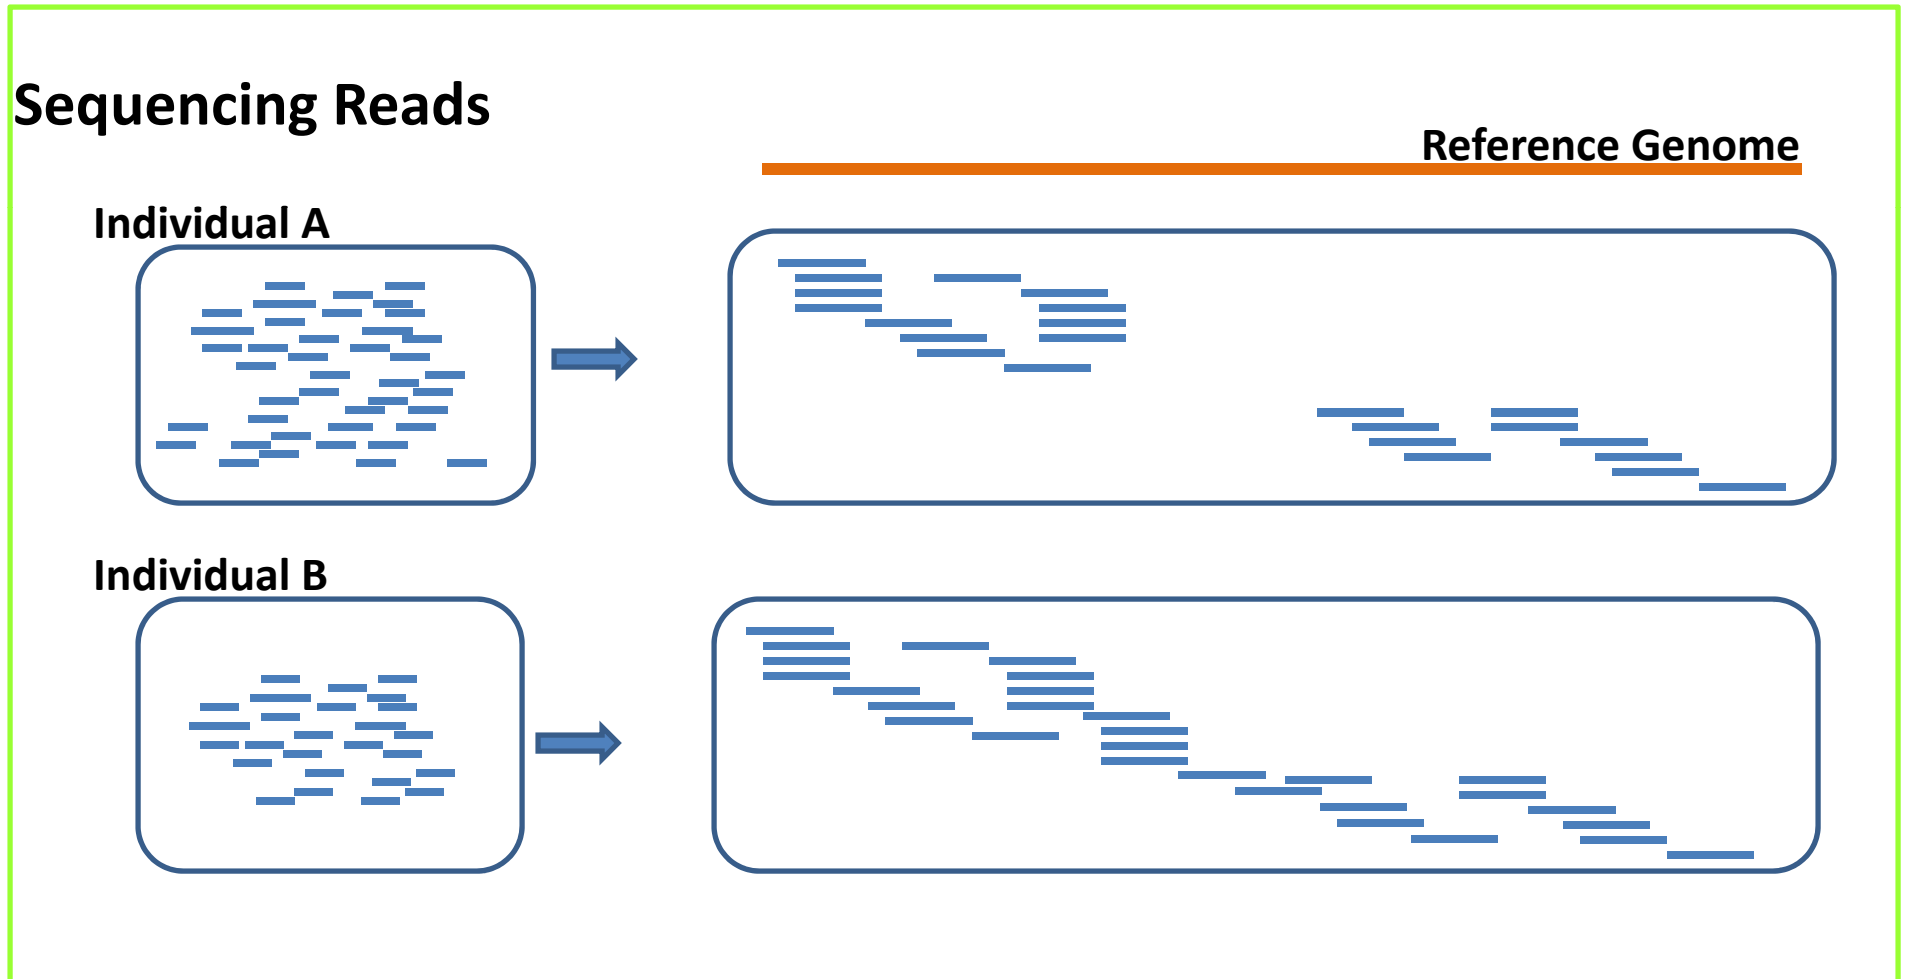 Sequencing Reads
Reference Genome
Individual A
Individual B